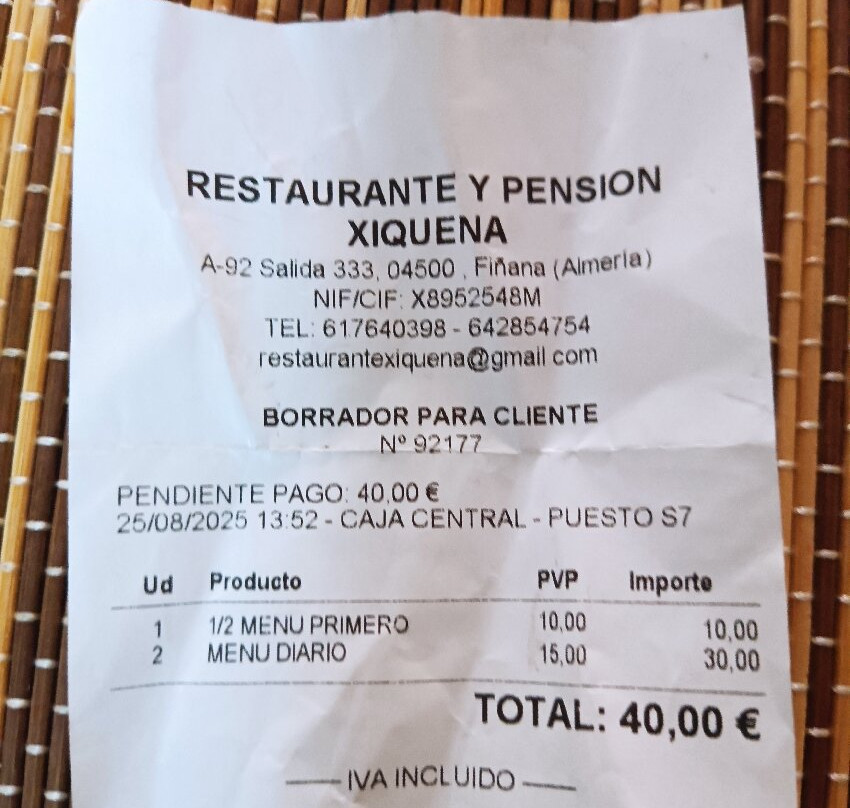 RESTAURANTE Y PENSION
XIQUENA
A-92 Salida 333, 04500 , Fiñana (Almería)
NIF/CIF: X8952548M
TEL: 617640398 - 642854754
restaurantexiquena@gmail com
BORRADOR PARA CLIENTE
Nº 92177
PENDIENTE PAGO: 40,00 €
25/08/2025 13:52 - CAJA CENTRAL - PUESTO S7
Ud Producto PVP Importe
1 1/2 MENU PRIMERO 10,00 10,00
2 MENU DIARIO 15,00 30,00
TOTAL: 40,00 €
IVA INCLUIDO